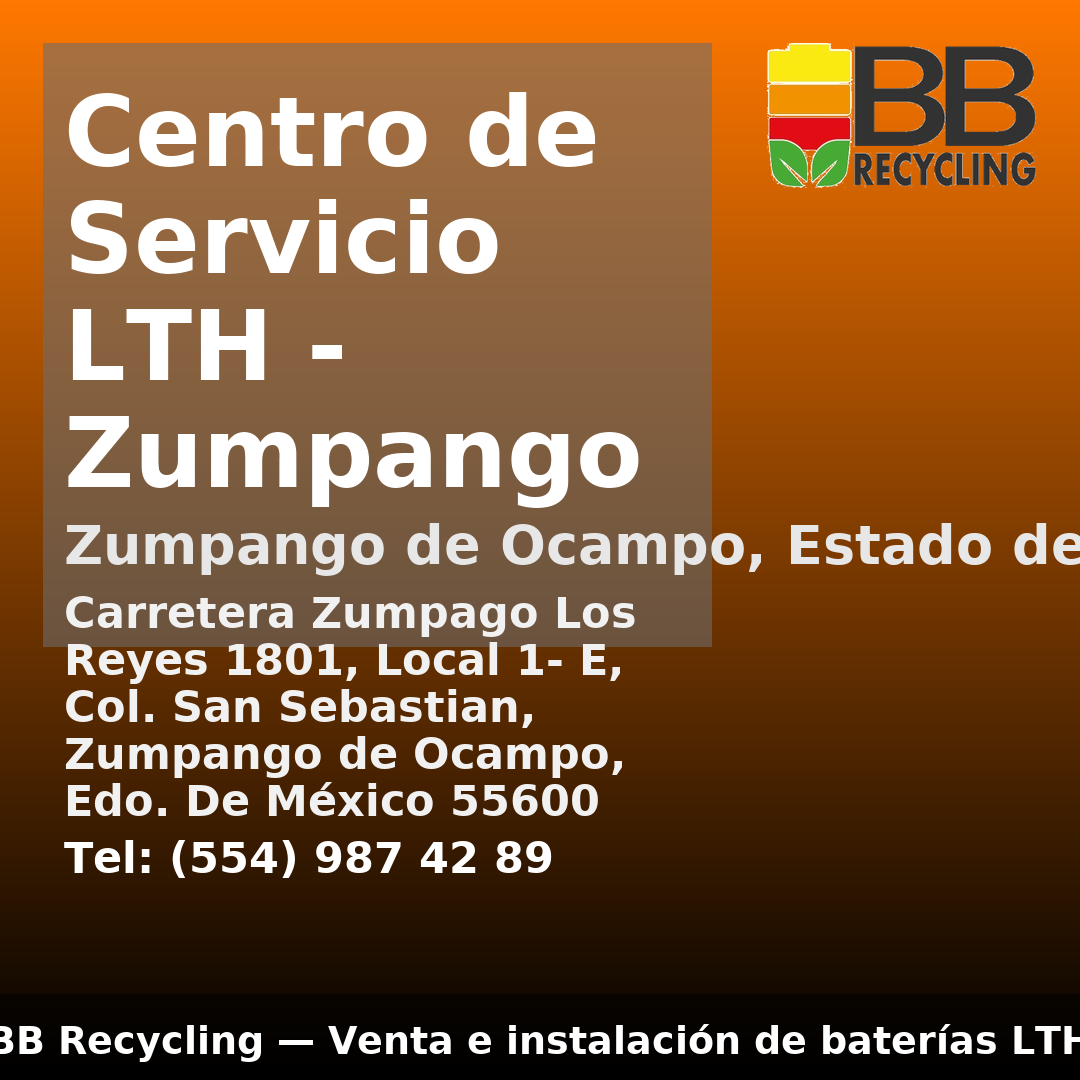 BB
RECYCLING
Centro de
Servicio
LTH -
Zumpango
Zumpango de Ocampo, Estado de
Carretera Zumpago Los
Reyes 1801, Local 1- E,
Col. San Sebastian,
Zumpango de Ocampo,
Edo. De México 55600
Tel: (554) 987 42 89
BB Recycling — Venta e instalación de baterías LTH